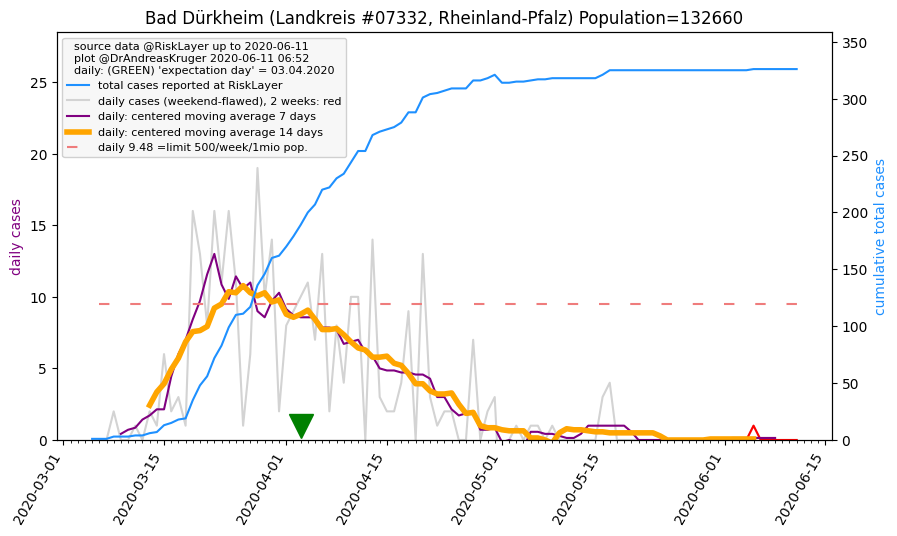 Bad Dürkheim (Landkreis #07332, Rheinland-Pfalz) Population=132660
source data @RiskLayer up to 2020-06-11
plot @DrAndreasKruger 2020-06-11 06:52
daily: (GREEN) 'expectation day' = 03.04.2020
total cases reported at RiskLayer
daily cases (weekend-flawed), 2 weeks: red
daily: centered moving average 7 days
daily: centered moving average 14 days
daily 9.48 =limit 500/week/1mio pop.
daily cases
25
20
15
10
5
0
cumulative total cases
350
300
250
200
150
100
50
0
2020-03-01
2020-03-15
2020-04-01
2020-04-15
2020-05-01
2020-05-15
2020-06-01
2020-06-15